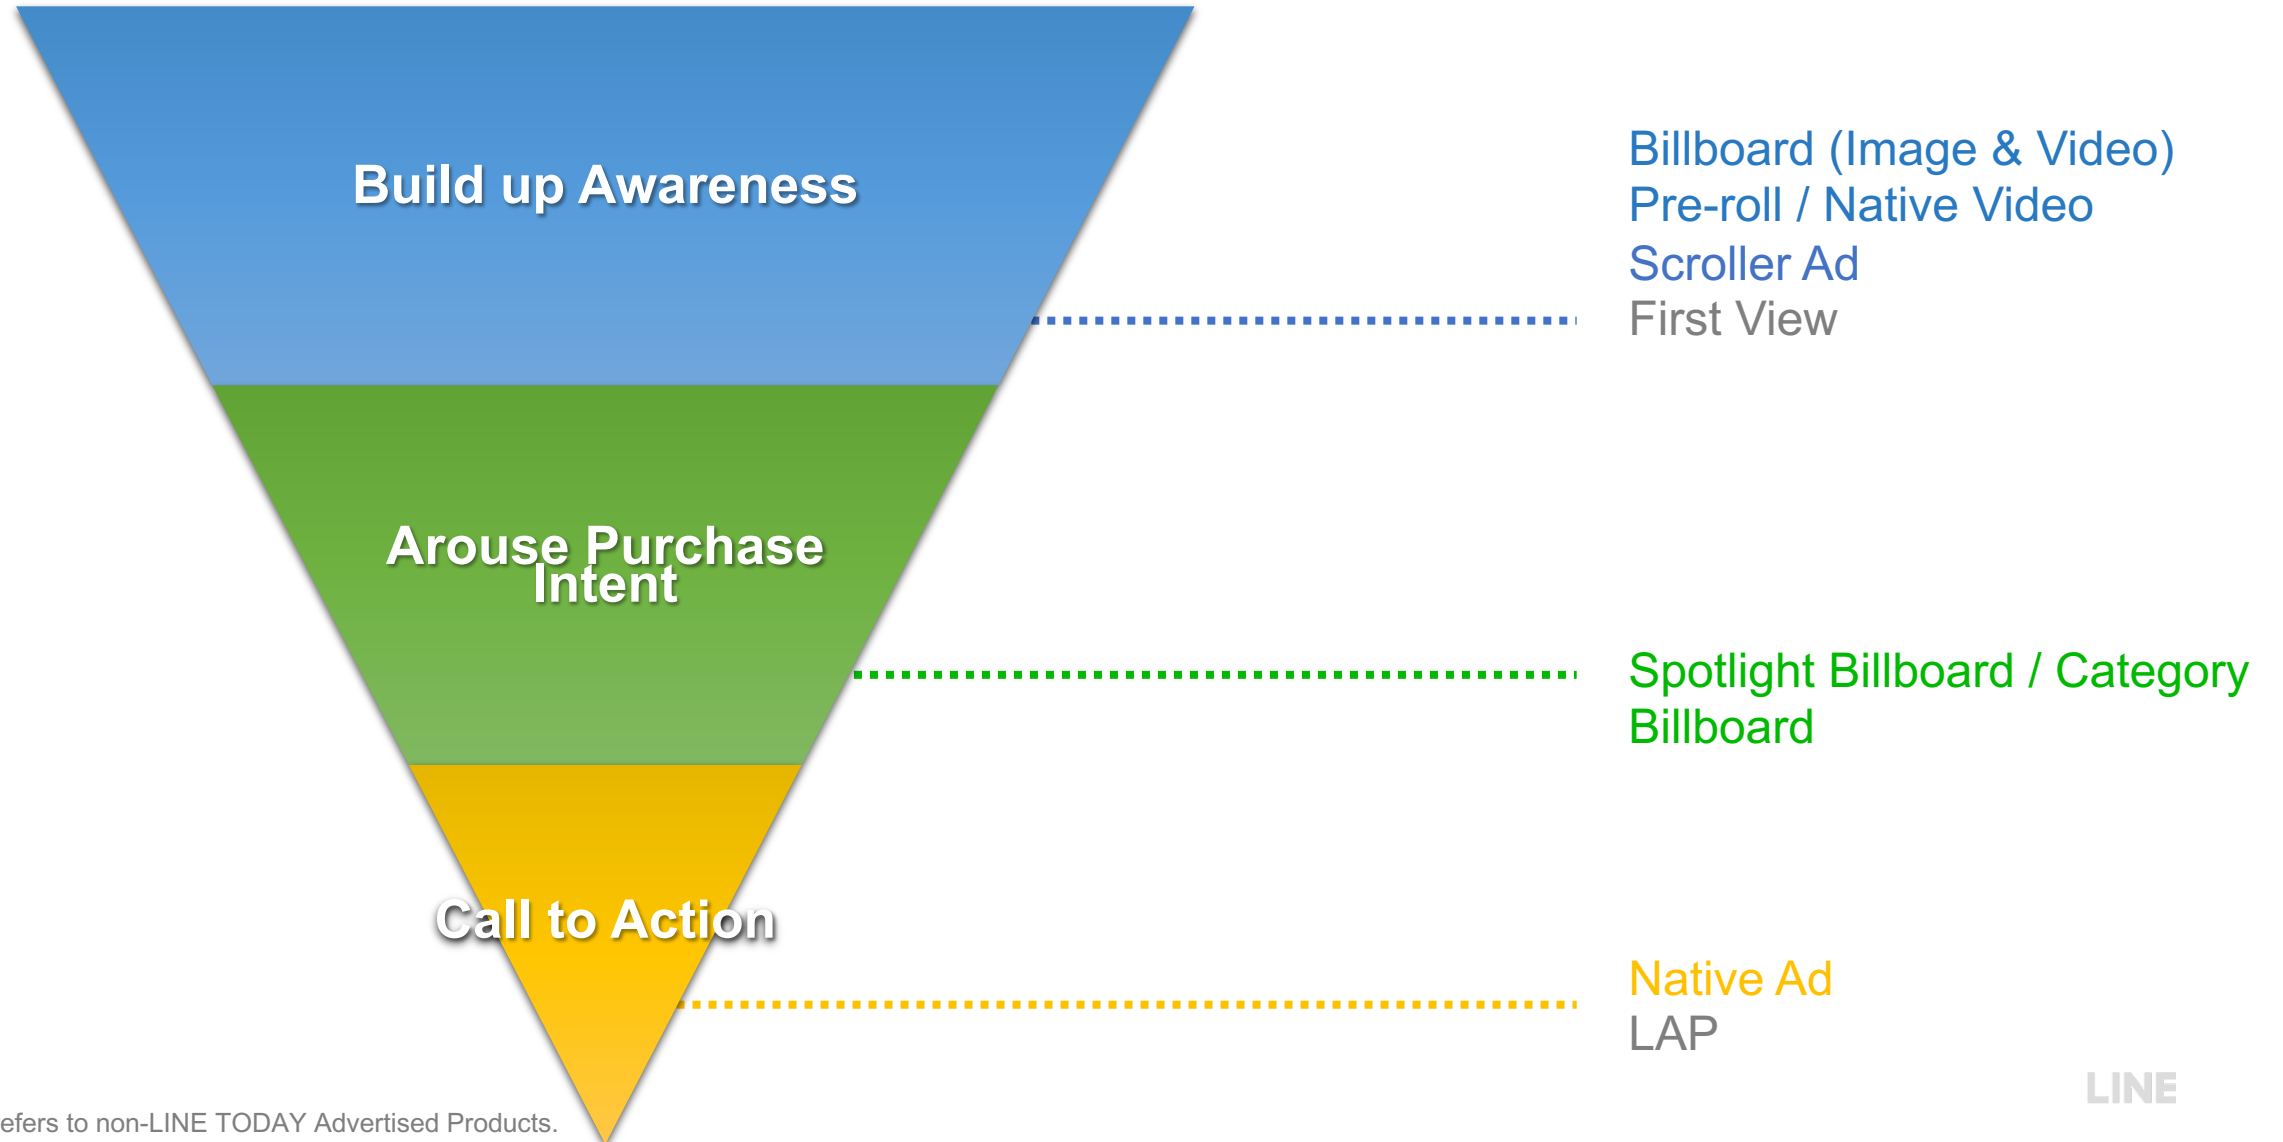 Build up Awareness
Billboard (Image & Video)
Pre-roll / Native Video
Scroller Ad
First View
Arouse Purchase
Intent
Spotlight Billboard / Category
Billboard
Call to Action
Native Ad
LAP
LINE
to non-LINE TODAY Advertised Products.